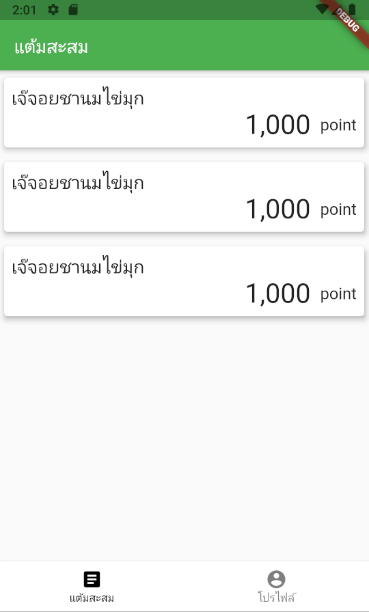 2:01
DEBUG
แต้มสะสม
เจ๊จอยชานมไข่มุก
1,000 point
เจ๊จอยชานมไข่มุก
1,000 point
เจ๊จอยชานมไข่มุก
1,000 point
แต้มสะสม
โปรไฟล์